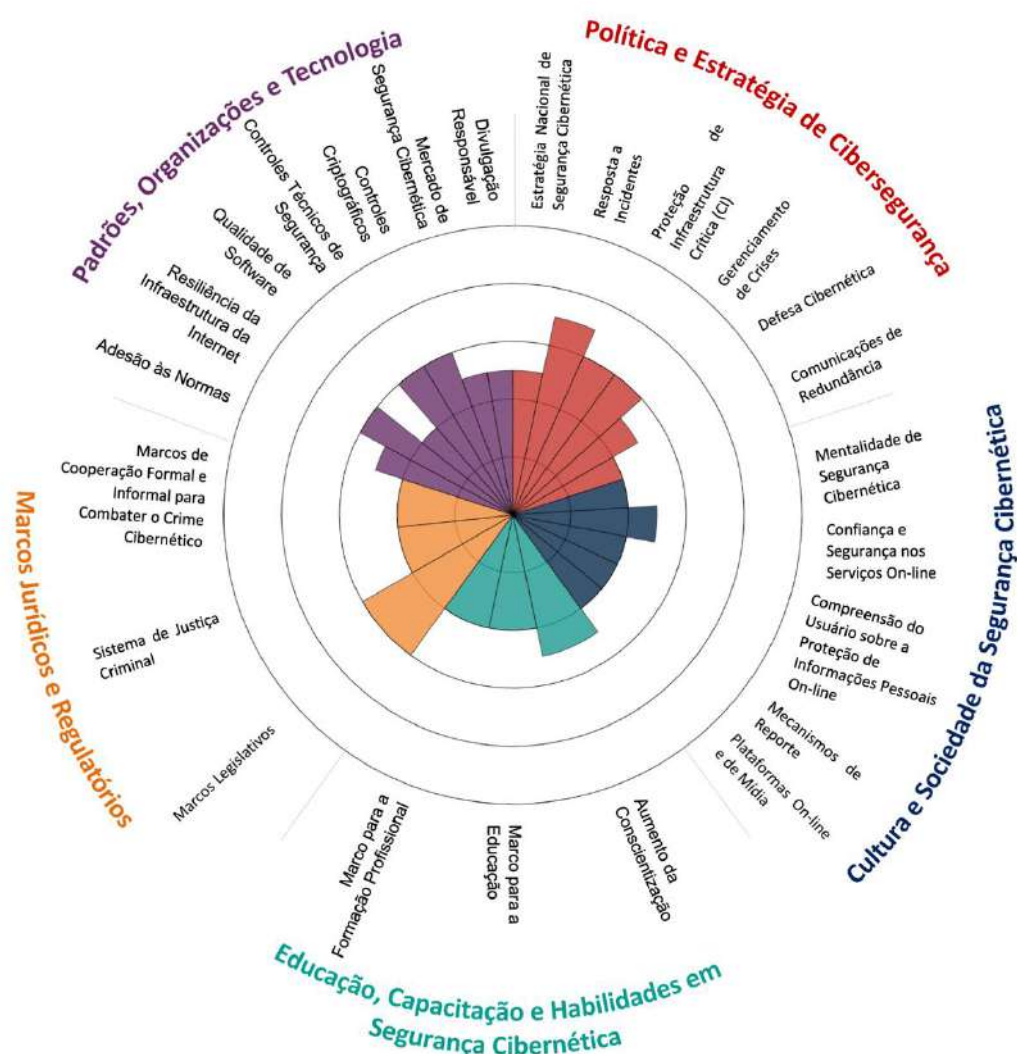 Política e Estratégia de Cibersegurança
Estratégia Nacional de
Segurança Cibernética
Resposta a
Incidentes
Proteção de
Infraestrutura
Crítica (CI)
Gerenciamento
de Crises
Defesa Cibernética
Comunicações de
Redundância
Cultura e Sociedade da Segurança Cibernética
Mentalidade de
Segurança
Cibernética
Confiança e
Segurança nos
Serviços On-line
Compreensão do
Usuário sobre a
Proteção de
Informações Pessoais
On-line
Mecanismos de
Reporte
Plataformas On-line
e de Mídia
Educação, Capacitação e Habilidades em
Segurança Cibernética
Aumento da
Conscientização
Marco para a
Educação
Marco para a
Formação Profissional
Marcos Jurídicos e Regulatórios
Marcos Legislativos
Sistema de Justiça
Criminal
Marcos de
Cooperação Formal e
Informal para
Combater o Crime
Cibernético
Padrões, Organizações e Tecnologia
Adesão às Normas
Resiliência da
Infraestrutura da
Internet
Qualidade de
Software
Controles Técnicos de
Segurança
Controles
Criptográficos
Mercado de
Segurança Cibernética
Divulgação
Responsável